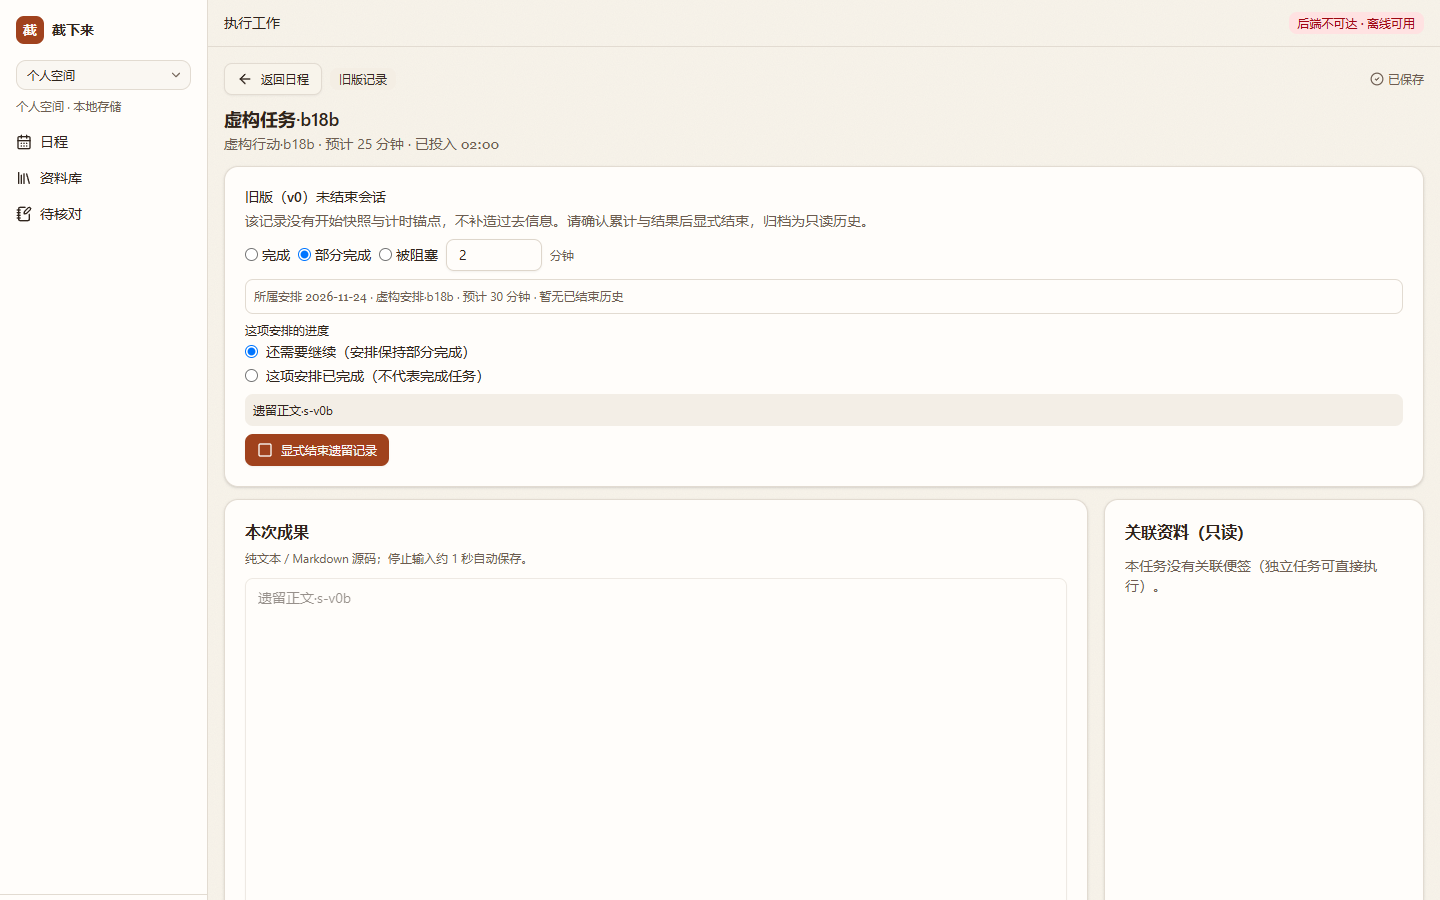 截 截下来
个人空间
个人空间 · 本地存储
日程
资料库
待核对
执行工作
后端不可达 · 离线可用
返回日程
旧版记录
已保存
虚构任务·b18b
虚构行动·b18b · 预计 25 分钟 · 已投入 02:00
旧版（v0）未结束会话
该记录没有开始快照与计时锚点，不补造过去信息。请确认累计与结果后显式结束，归档为只读历史。
完成 部分完成 被阻塞 2 分钟
所属安排 2026-11-24 · 虚构安排·b18b · 预计 30 分钟 · 暂无已结束历史
这项安排的进度
还需要继续（安排保持部分完成）
这项安排已完成（不代表完成任务）
遗留正文·s-v0b
显式结束遗留记录
本次成果
纯文本 / Markdown 源码；停止输入约 1 秒自动保存。
遗留正文·s-v0b
关联资料（只读）
本任务没有关联便签（独立任务可直接执
行）。